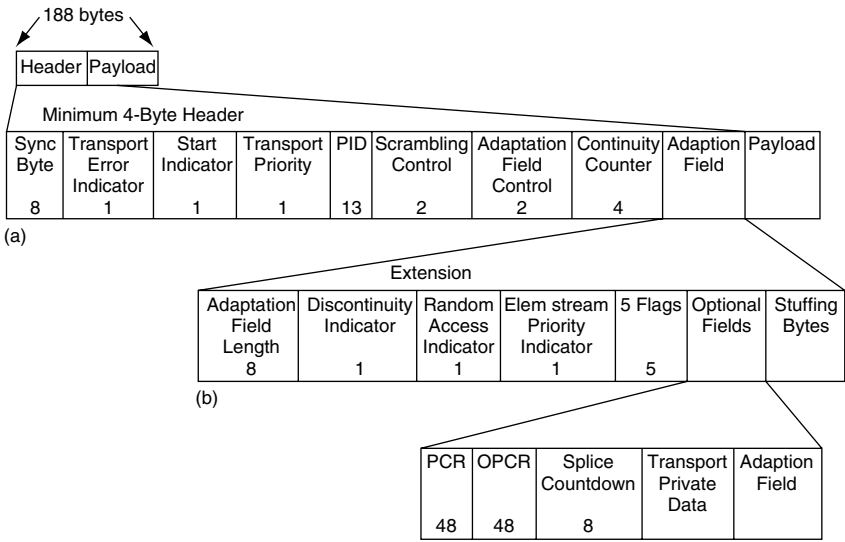 188 bytes
Header Payload
Minimum 4-Byte Header
Sync Byte 8
Transport Error Indicator 1
Start Indicator 1
Transport Priority 1
PID 13
Scrambling Control 2
Adaptation Field Control 2
Continuity Counter 4
Adaption Field
Payload
(a)
Extension
Adaptation Field Length 8
Discontinuity Indicator 1
Random Access Indicator 1
Elem stream Priority Indicator 1
5 Flags 5
Optional Fields
Stuffing Bytes
(b)
PCR 48
OPCR 48
Splice Countdown 8
Transport Private Data
Adaption Field